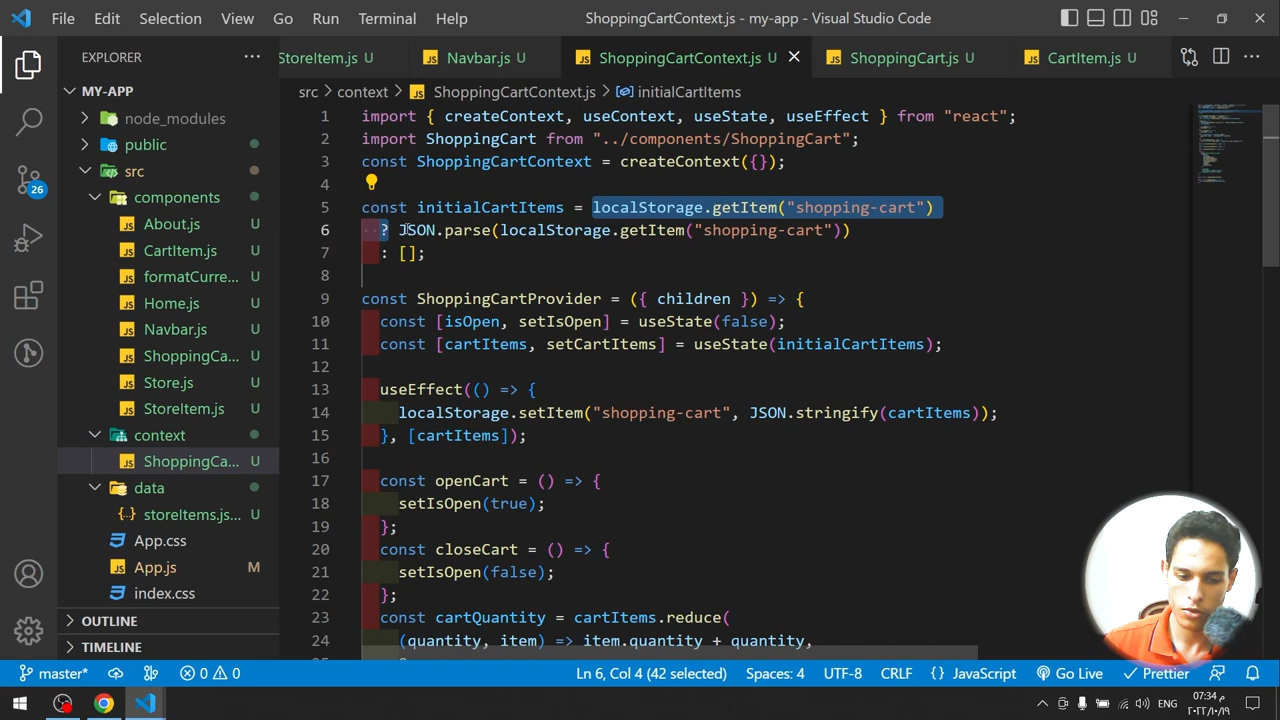 File Edit Selection View Go Run Terminal Help ShoppingCartContext.js - my-app - Visual Studio Code
EXPLORER ...
StoreItem.js U Navbar.js U ShoppingCartContext.js U ShoppingCart.js U CartItem.js U
MY-APP
src > context > ShoppingCartContext.js > initialCartItems
node_modules
public
src
components
About.js U
CartItem.js U
formatCurre... U
Home.js U
Navbar.js U
ShoppingCa... U
Store.js U
StoreItem.js U
context
ShoppingCa... U
data
storeItems.js... U
App.css
App.js M
index.css
OUTLINE
TIMELINE
26
1 import { createContext, useContext, useState, useEffect } from "react";
2 import ShoppingCart from "../components/ShoppingCart";
3 const ShoppingCartContext = createContext({});
4
5 const initialCartItems = localStorage.getItem("shopping-cart")
6 ? JSON.parse(localStorage.getItem("shopping-cart"))
7 : [];
8
9 const ShoppingCartProvider = ({ children }) => {
10 const [isOpen, setIsOpen] = useState(false);
11 const [cartItems, setCartItems] = useState(initialCartItems);
12
13 useEffect(() => {
14 localStorage.setItem("shopping-cart", JSON.stringify(cartItems));
15 }, [cartItems]);
16
17 const openCart = () => {
18 setIsOpen(true);
19 };
20 const closeCart = () => {
21 setIsOpen(false);
22 };
23 const cartQuantity = cartItems.reduce(
24 (quantity, item) => item.quantity + quantity,
master* 0 0 Ln 6, Col 4 (42 selected) Spaces: 4 UTF-8 CRLF {} JavaScript Go Live Prettier
ENG 07:34 م
٢٠٢٢/١٠/١٩